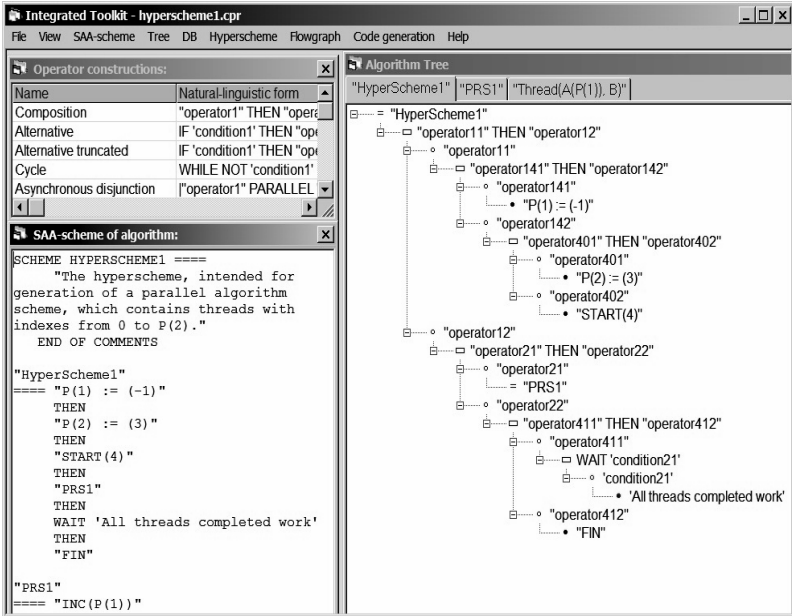 Integrated Toolkit - hyperscheme1.cpr
File View SAA-scheme Tree DB Hyperscheme Flowgraph Code generation Help
Operator constructions:
Name Natural-linguistic form
Composition "operator1" THEN "opera
Alternative IF 'condition1' THEN "ope
Alternative truncated IF 'condition1' THEN "ope
Cycle WHILE NOT 'condition1'
Asynchronous disjunction |"operator1" PARALLEL
SAA-scheme of algorithm:
SCHEME HYPERSCHEME1 ====
"The hyperscheme, intended for
generation of a parallel algorithm
scheme, which contains threads with
indexes from 0 to P(2)."
END OF COMMENTS
"HyperScheme1"
==== "P(1) := (-1)"
THEN
"P(2) := (3)"
THEN
"START(4)"
THEN
"PRS1"
THEN
WAIT 'All threads completed work'
THEN
"FIN"
"PRS1"
==== "INC(P(1))"
Algorithm Tree
"HyperScheme1" "PRS1" "Thread(A(P(1)), B)"
= "HyperScheme1"
"operator11" THEN "operator12"
"operator11"
"operator141" THEN "operator142"
"operator141"
"P(1) := (-1)"
"operator142"
"operator401" THEN "operator402"
"operator401"
"P(2) := (3)"
"operator402"
"START(4)"
"operator12"
"operator21" THEN "operator22"
"operator21"
= "PRS1"
"operator22"
"operator411" THEN "operator412"
"operator411"
WAIT 'condition21'
'condition21'
'All threads completed work'
"operator412"
"FIN"